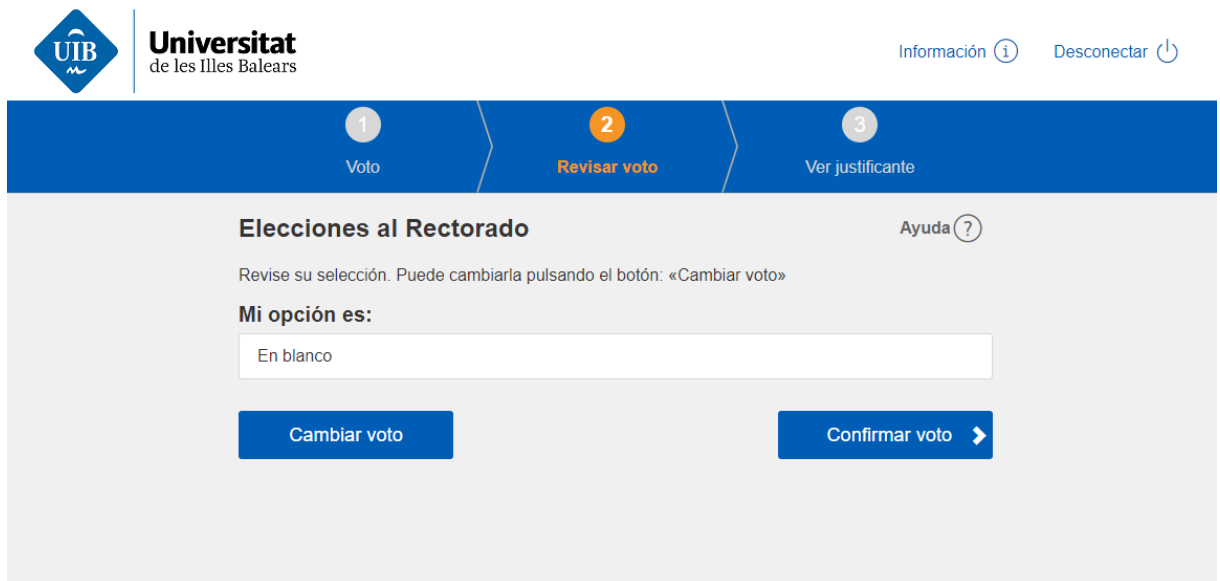 UIB
Universitat
de les Illes Balears
Información i
Desconectar
1
Voto
2
Revisar voto
3
Ver justificante
Elecciones al Rectorado
Ayuda ?
Revise su selección. Puede cambiarla pulsando el botón: «Cambiar voto»
Mi opción es:
En blanco
Cambiar voto
Confirmar voto